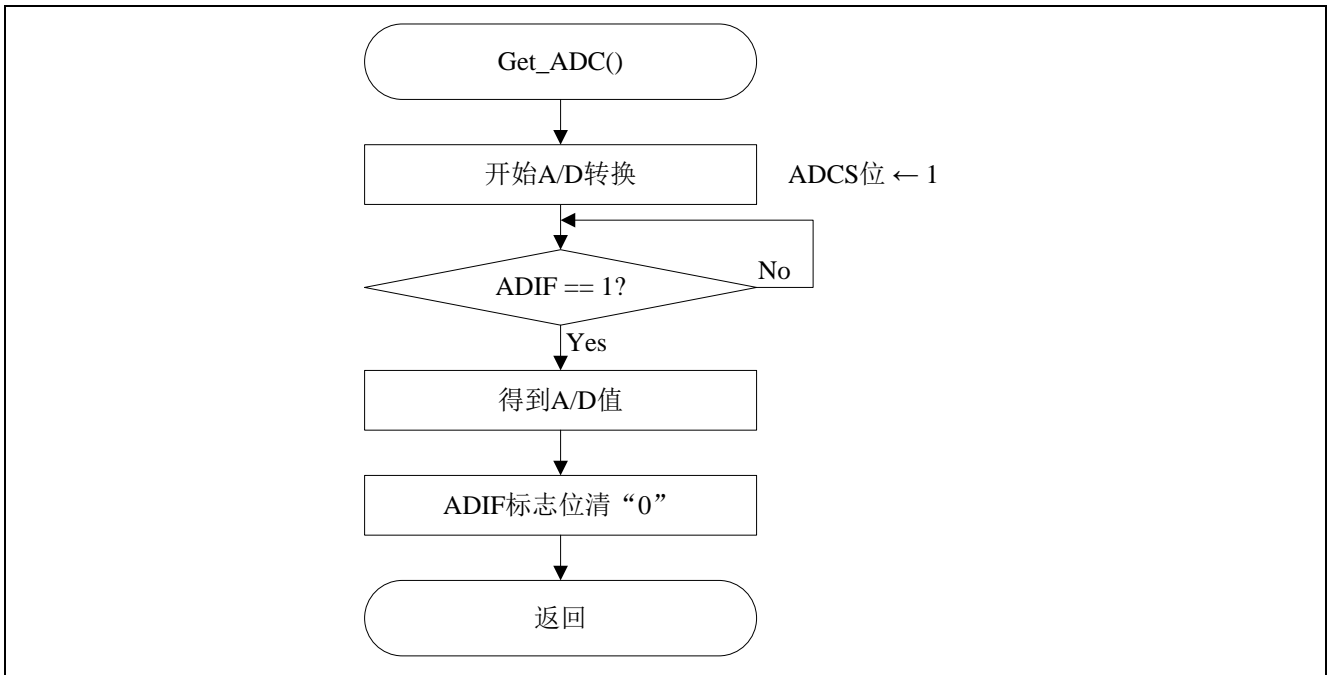 Get_ADC()
开始A/D转换
ADCS位 ← 1
ADIF == 1?
No
Yes
得到A/D值
ADIF标志位清“0”
返回